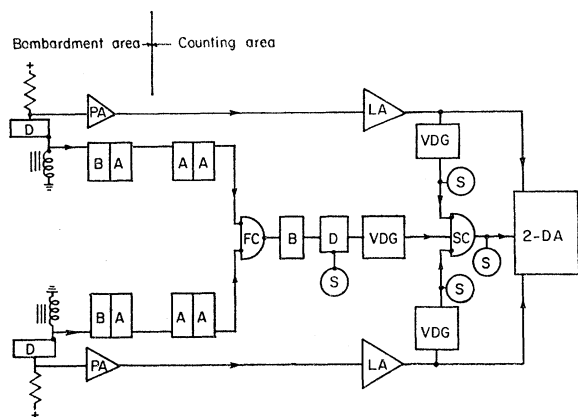 Bombardment area
Counting area
+
D
PA
LA
VDG
B A
A A
S
FC
B
D
VDG
SC
2-DA
S
S
S
B A
A A
VDG
D
PA
LA
+